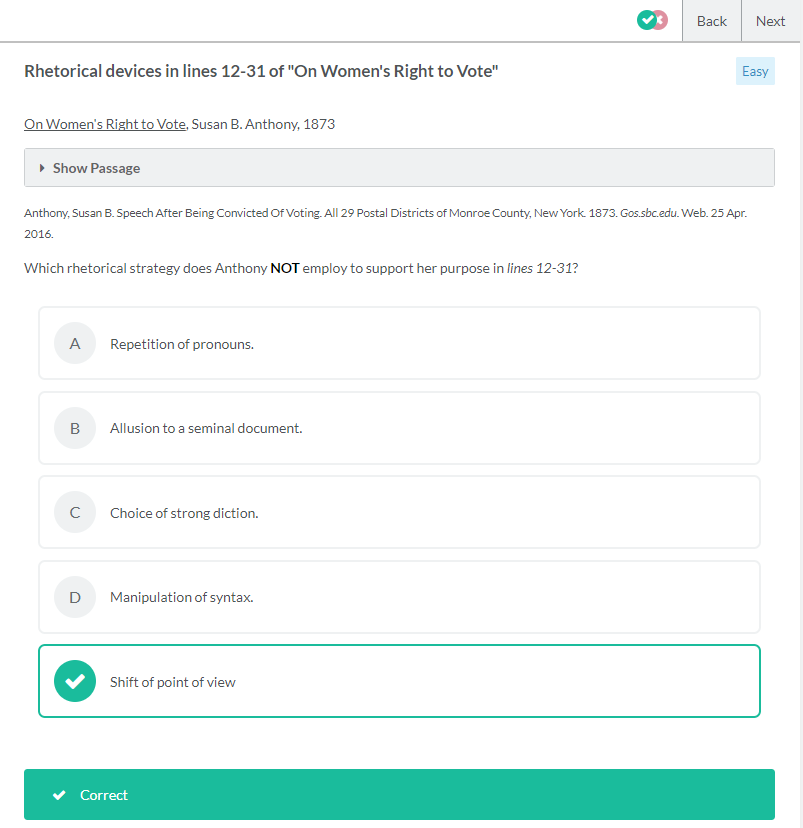 Back Next
Rhetorical devices in lines 12-31 of "On Women's Right to Vote"
Easy
On Women's Right to Vote, Susan B. Anthony, 1873
Show Passage
Anthony, Susan B. Speech After Being Convicted Of Voting. All 29 Postal Districts of Monroe County, New York. 1873. Gos.sbc.edu. Web. 25 Apr.
2016.
Which rhetorical strategy does Anthony NOT employ to support her purpose in lines 12-31?
A Repetition of pronouns.
B Allusion to a seminal document.
C Choice of strong diction.
D Manipulation of syntax.
Shift of point of view
Correct